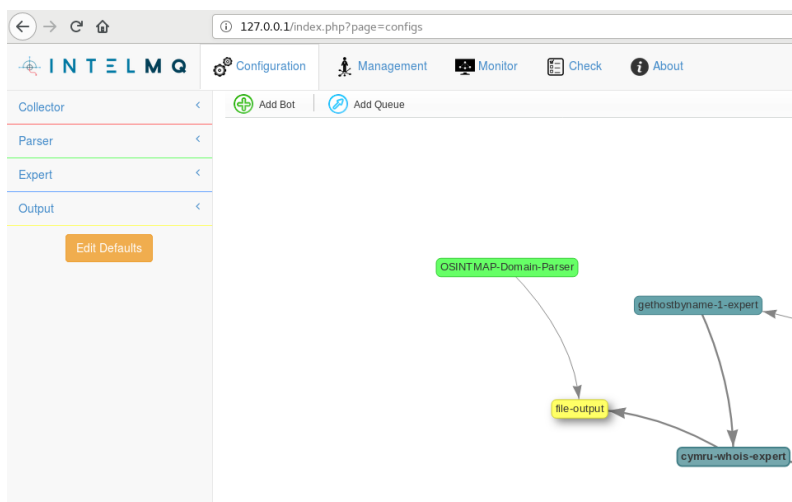 127.0.0.1/index.php?page=configs
INTELMQ Configuration Management Monitor Check About
Collector
Parser
Expert
Output
Edit Defaults
Add Bot Add Queue
OSINTMAP-Domain-Parser
gethostbyname-1-expert
file-output
cymru-whois-expert